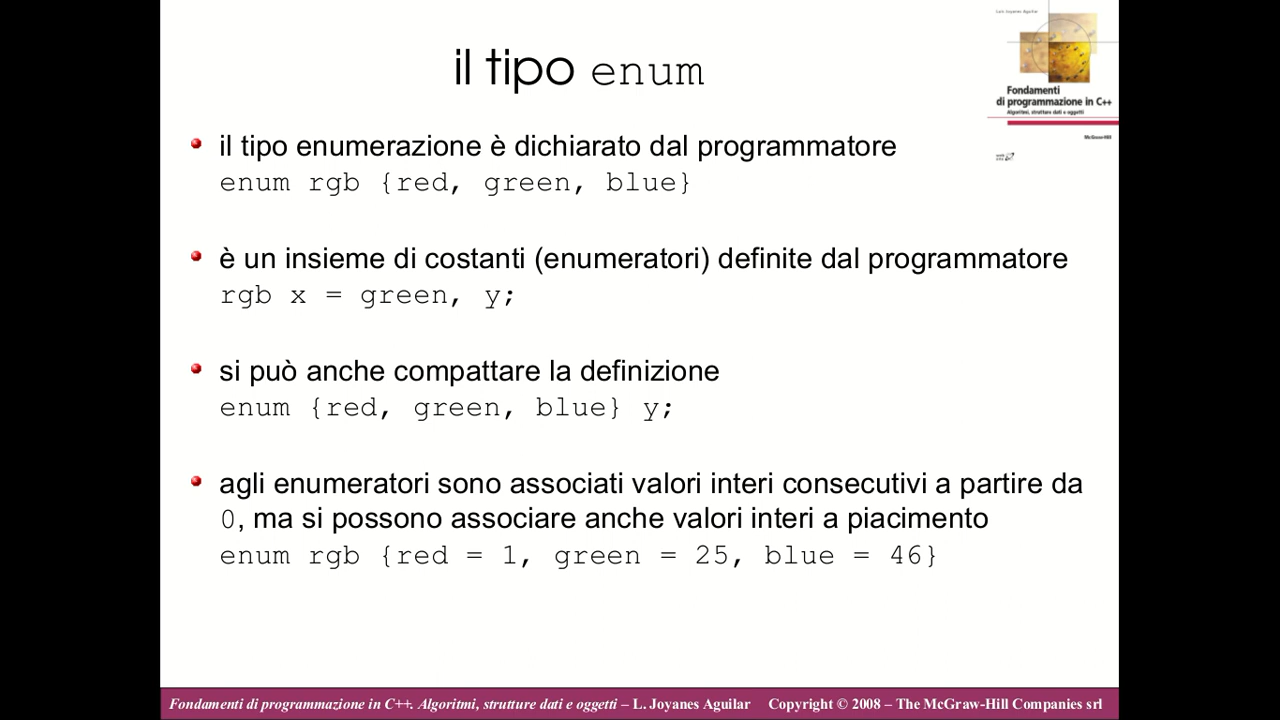 il tipo enum
Luis Joyanes Aguilar
Fondamenti
di programmazione in C++
Algoritmi, strutture dati e oggetti
McGraw-Hill
il tipo enumerazione è dichiarato dal programmatore
enum rgb {red, green, blue}
è un insieme di costanti (enumeratori) definite dal programmatore
rgb x = green, y;
si può anche compattare la definizione
enum {red, green, blue} y;
agli enumeratori sono associati valori interi consecutivi a partire da
0, ma si possono associare anche valori interi a piacimento
enum rgb {red = 1, green = 25, blue = 46}
Fondamenti di programmazione in C++. Algoritmi, strutture dati e oggetti – L. Joyanes Aguilar Copyright © 2008 – The McGraw-Hill Companies srl